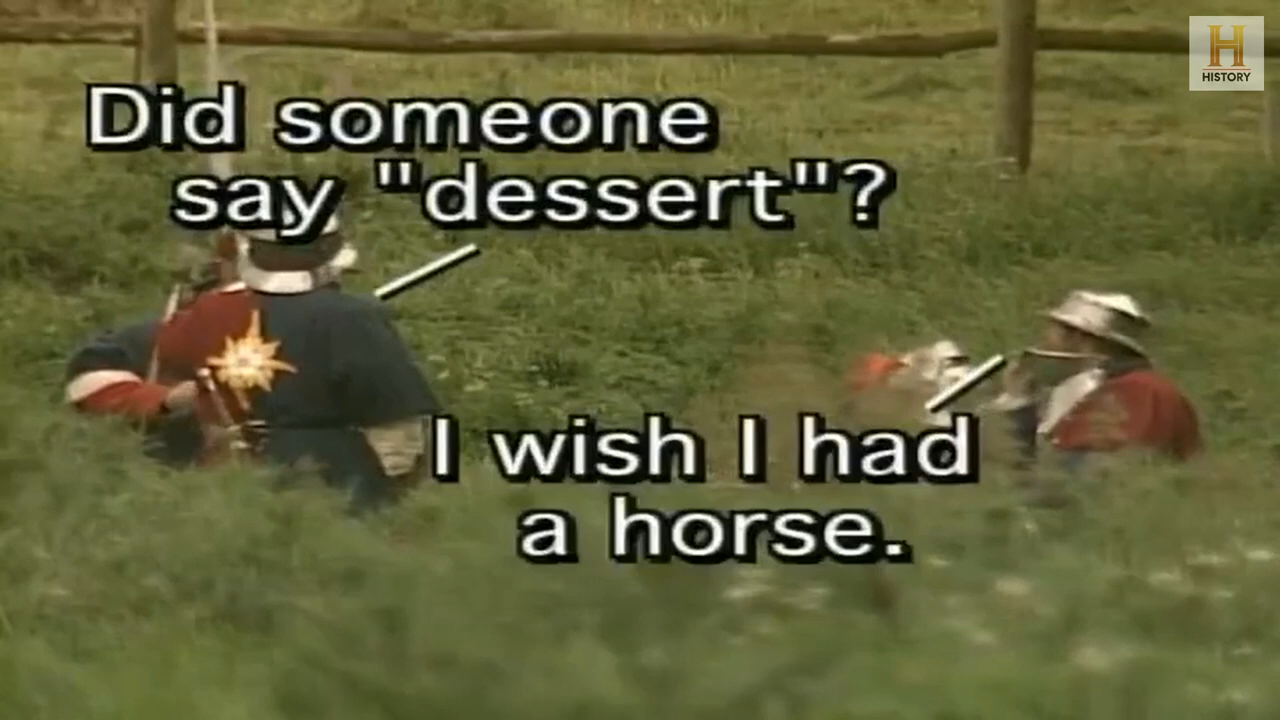 H
HISTORY
Did someone
say "dessert"?
I wish I had
a horse.